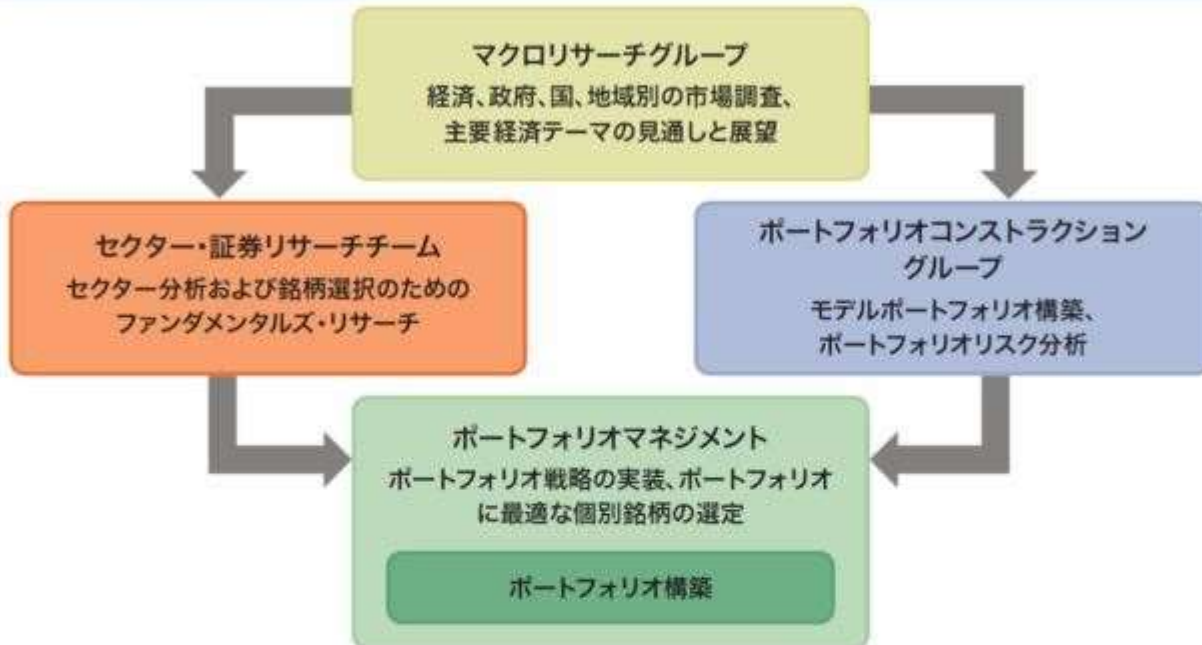 マクロリサーチグループ
経済、政府、国、地域別の市場調査、
主要経済テーマの見通しと展望
セクター・証券リサーチチーム
セクター分析および銘柄選択のための
ファンダメンタルズ・リサーチ
ポートフォリオコンストラクション
グループ
モデルポートフォリオ構築、
ポートフォリオリスク分析
ポートフォリオマネジメント
ポートフォリオ戦略の実装、ポートフォリオ
に最適な個別銘柄の選定
ポートフォリオ構築